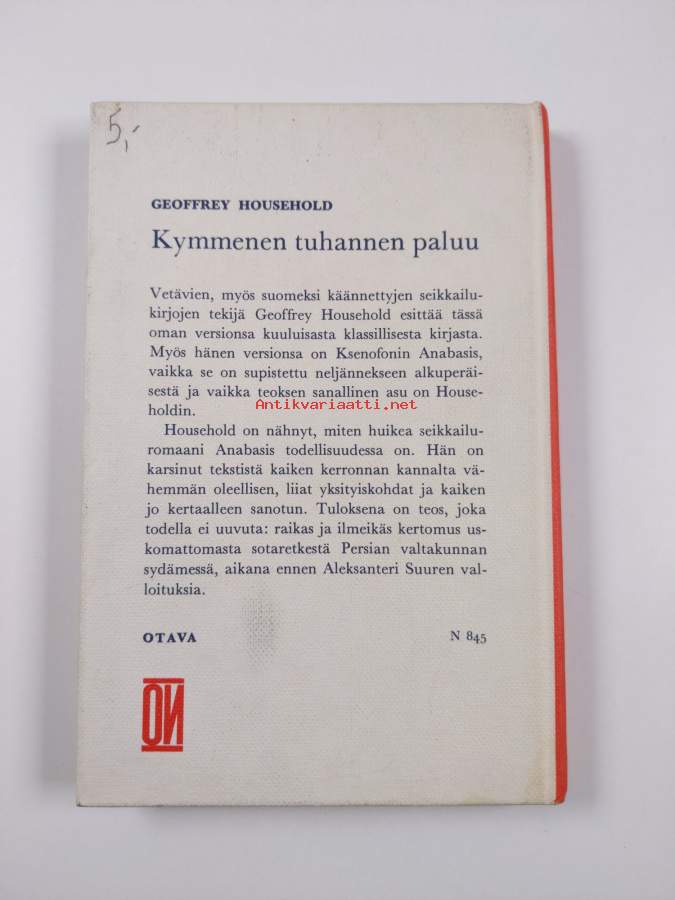 5,-
GEOFFREY HOUSEHOLD
Kymmenen tuhannen paluu
Vetävien, myös suomeksi käännettyjen seikkailu-
kirjojen tekijä Geoffrey Household esittää tässä
oman versionsa kuuluisasta klassillisesta kirjasta.
Myös hänen versionsa on Ksenofonin Anabasis,
vaikka se on supistettu neljännekseen alkuperäi-
sestä ja vaikka teoksen sanallinen asu on House-
Antikvariaatti.net
holdin.
Household on nähnyt, miten huikea seikkailu-
romaani Anabasis todellisuudessa on. Hän on
karsinut tekstistä kaiken kerronnan kannalta vä-
hemmän oleellisen, liiat yksityiskohdat ja kaiken
jo kertaalleen sanotun. Tuloksena on teos, joka
todella ei uuvuta: raikas ja ilmeikäs kertomus us-
komattomasta sotaretkestä Persian valtakunnan
sydämessä, aikana ennen Aleksanteri Suuren val-
loituksia.
OTAVA N 845
ON